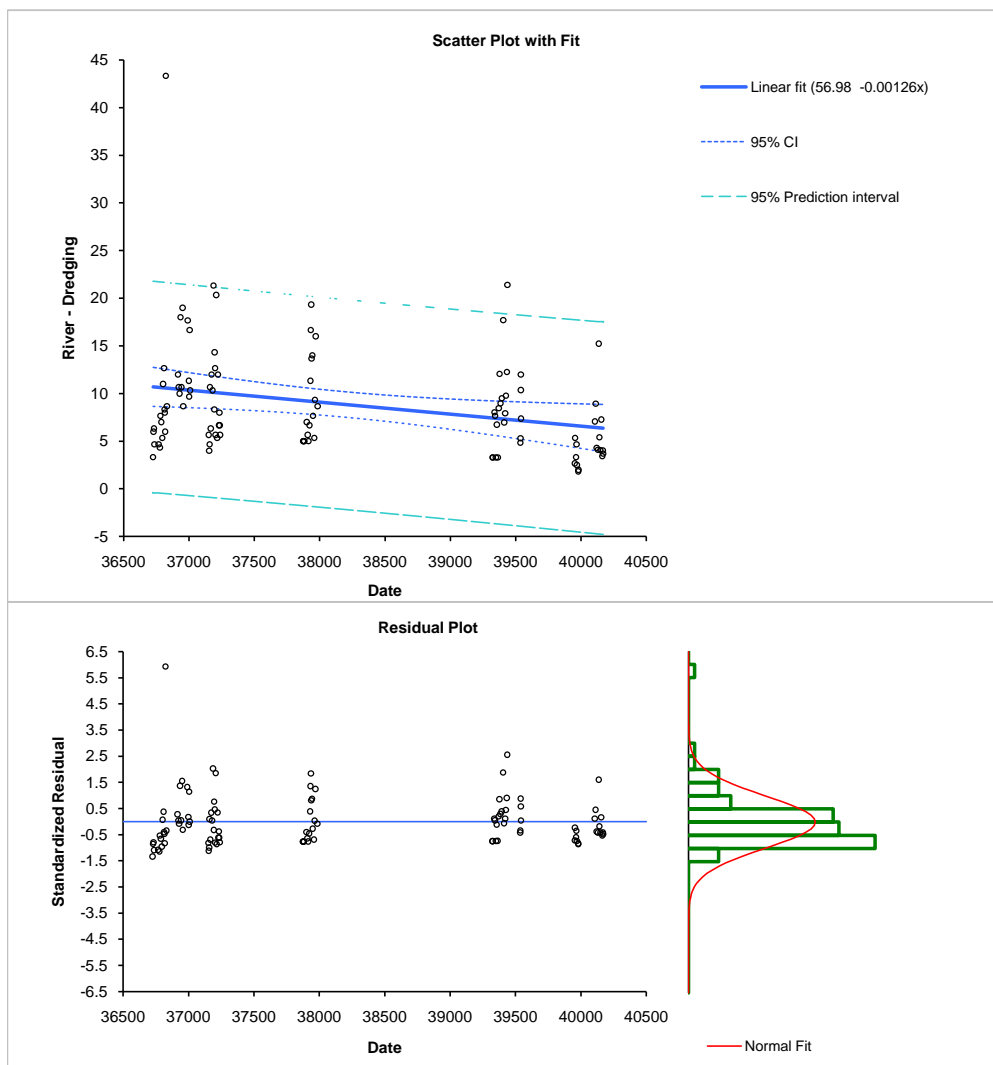 Scatter Plot with Fit
45
40
35
30
25
20
15
10
5
0
-5
River - Dredging
36500 37000 37500 38000 38500 39000 39500 40000 40500
Date
Linear fit (56.98 -0.00126x)
95% CI
95% Prediction interval
Residual Plot
6.5
5.5
4.5
3.5
2.5
1.5
0.5
-0.5
-1.5
-2.5
-3.5
-4.5
-5.5
-6.5
Standardized Residual
36500 37000 37500 38000 38500 39000 39500 40000 40500
Date
Normal Fit